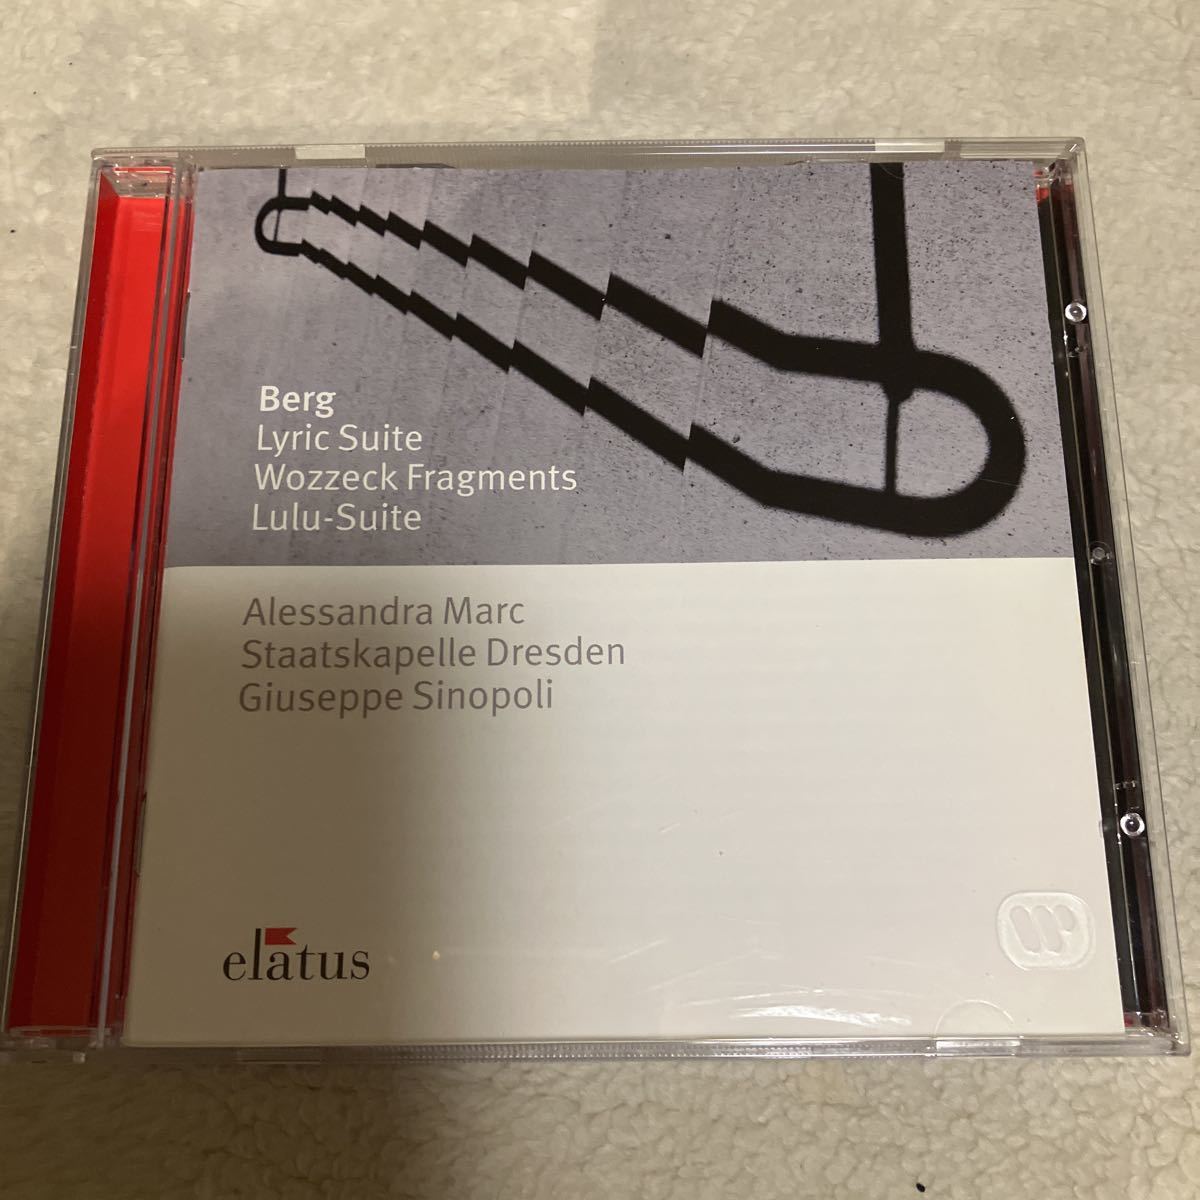 Berg
Lyric Suite
Wozzeck Fragments
Lulu-Suite
Alessandra Marc
Staatskapelle Dresden
Giuseppe Sinopoli
elatus